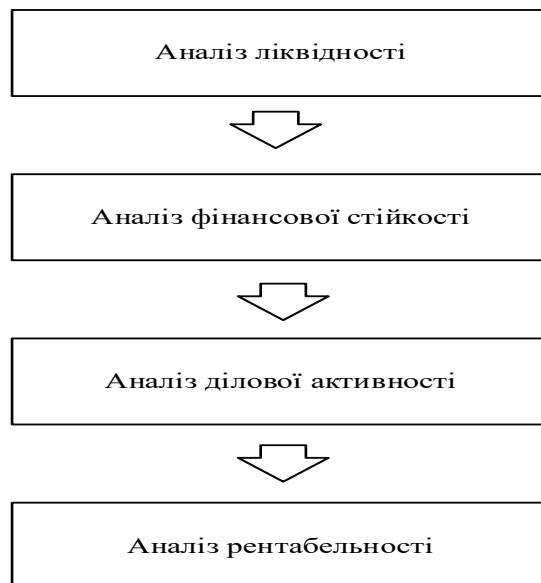 Аналіз ліквідності
Аналіз фінансової стійкості
Аналіз ділової активності
Аналіз рентабельності